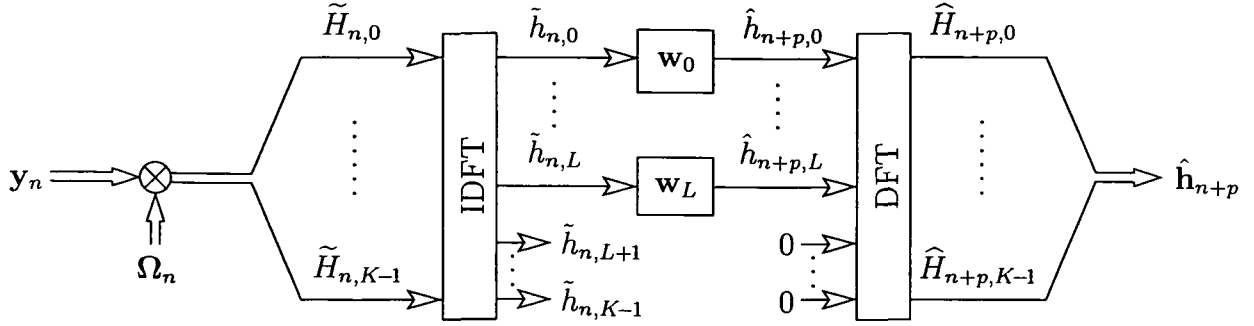 H̃_{n,0} h̃_{n,0} ĥ_{n+p,0} Ĥ_{n+p,0}
w_0
h̃_{n,L} ĥ_{n+p,L}
y_n IDFT w_L DFT ĥ_{n+p}
Ω_n H̃_{n,K-1} h̃_{n,L+1} 0 Ĥ_{n+p,K-1}
h̃_{n,K-1} 0